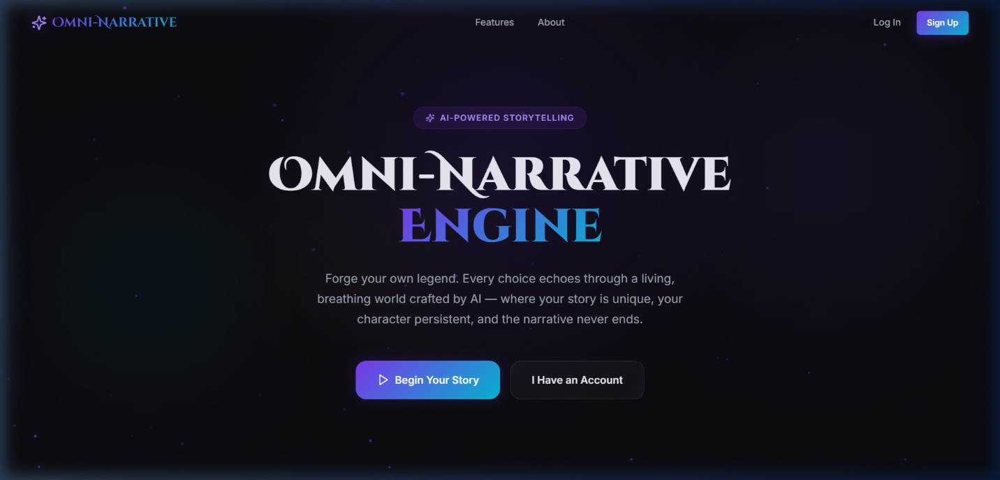 Omni-Narrative
Features
About
Log In
Sign Up
AI-POWERED STORYTELLING
Omni-Narrative
Engine
Forge your own legend. Every choice echoes through a living,
breathing world crafted by AI — where your story is unique, your
character persistent, and the narrative never ends.
Begin Your Story
I Have an Account